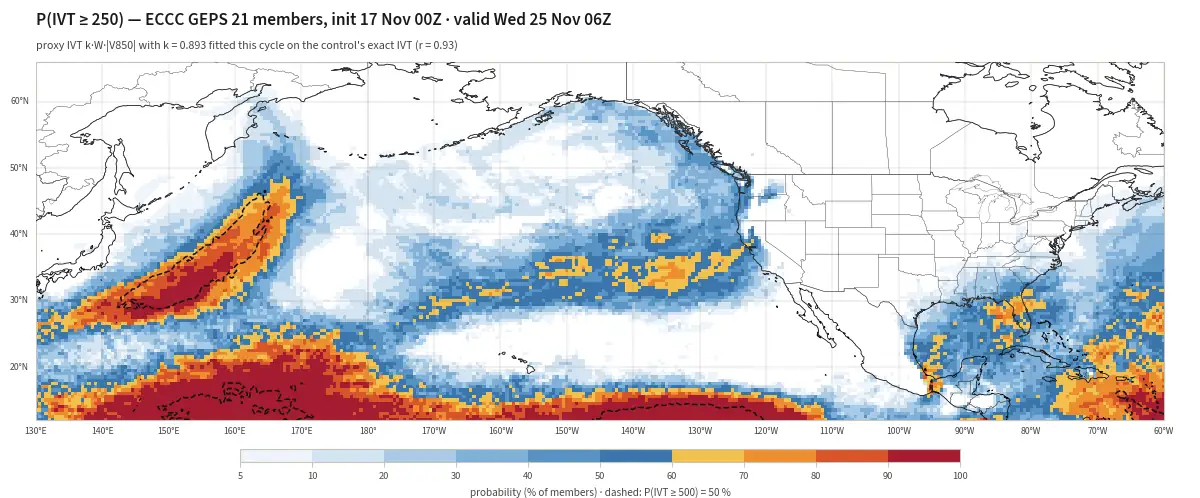 P(IVT ≥ 250) — ECCC GEPS 21 members, init 17 Nov 00Z · valid Wed 25 Nov 06Z
proxy IVT k·W·|V850| with k = 0.893 fitted this cycle on the control's exact IVT (r = 0.93)
60°N
50°N
40°N
30°N
20°N
130°E 140°E 150°E 160°E 170°E 180° 170°W 160°W 150°W 140°W 130°W 120°W 110°W 100°W 90°W 80°W 70°W 60°W
5 10 20 30 40 50 60 70 80 90 100
probability (% of members) · dashed: P(IVT ≥ 500) = 50 %